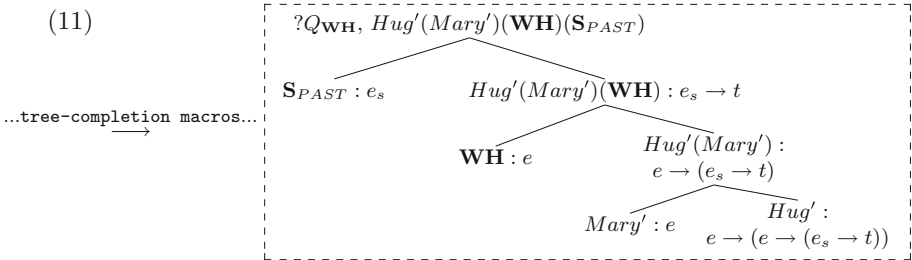 (11)
?Q_WH, Hug′(Mary′)(WH)(S_PAST)
S_PAST : e_s
Hug′(Mary′)(WH) : e_s → t
...tree-completion macros...
⟶
WH : e
Hug′(Mary′) :
e → (e_s → t)
Mary′ : e
Hug′ :
e → (e → (e_s → t))